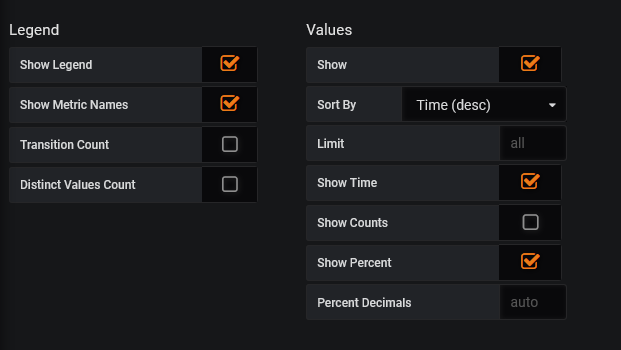 Legend
Show Legend
Show Metric Names
Transition Count
Distinct Values Count
Values
Show
Sort By Time (desc)
Limit all
Show Time
Show Counts
Show Percent
Percent Decimals auto